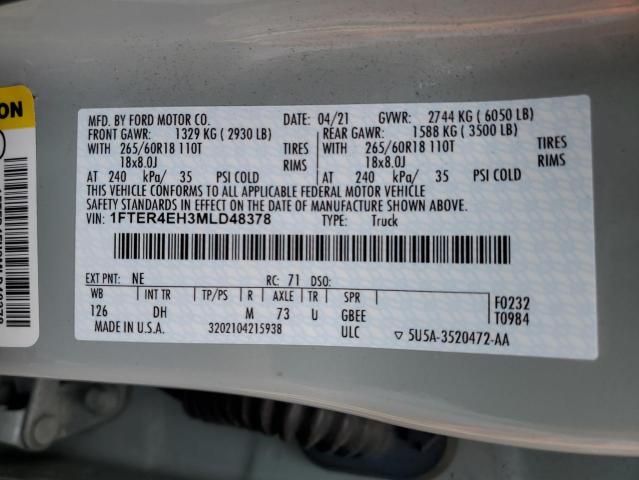 ON
MFD. BY FORD MOTOR CO. DATE: 04/21 GVWR: 2744 KG ( 6050 LB)
FRONT GAWR: 1329 KG ( 2930 LB) REAR GAWR: 1588 KG ( 3500 LB)
WITH 265/60R18 110T TIRES WITH 265/60R18 110T TIRES
18x8.0J RIMS 18x8.0J RIMS
AT 240 kPa/ 35 PSI COLD AT 240 kPa/ 35 PSI COLD
THIS VEHICLE CONFORMS TO ALL APPLICABLE FEDERAL MOTOR VEHICLE
SAFETY STANDARDS IN EFFECT ON THE DATE OF MANUFACTURE SHOWN ABOVE.
VIN: 1FTER4EH3MLD48378 TYPE: Truck
EXT PNT: NE RC: 71 DSO:
WB INT TR TP/PS R AXLE TR SPR F0232
126 DH M 73 U GBEE T0984
MADE IN U.S.A. 3202104215938 ULC ▽ 5U5A-3520472-AA